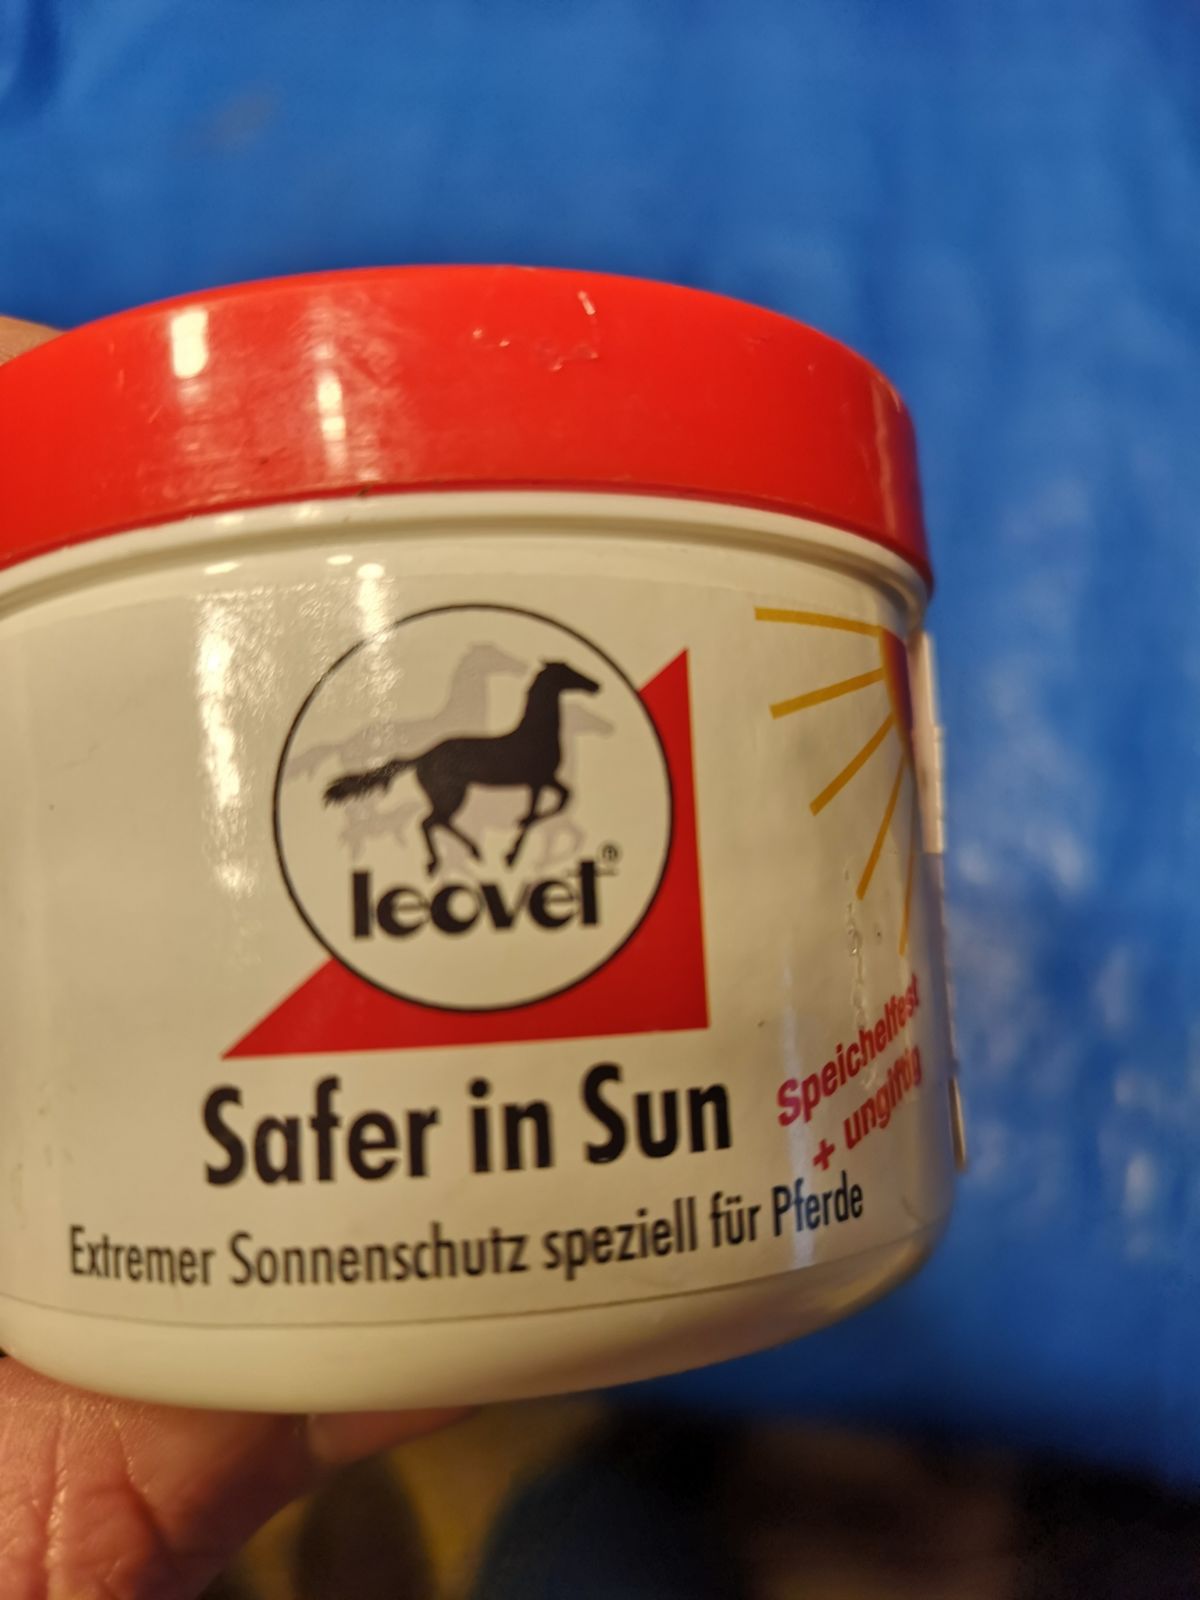 leovet®
Safer in Sun
Speichelfest
+ ungiftig
Extremer Sonnenschutz speziell für Pferde